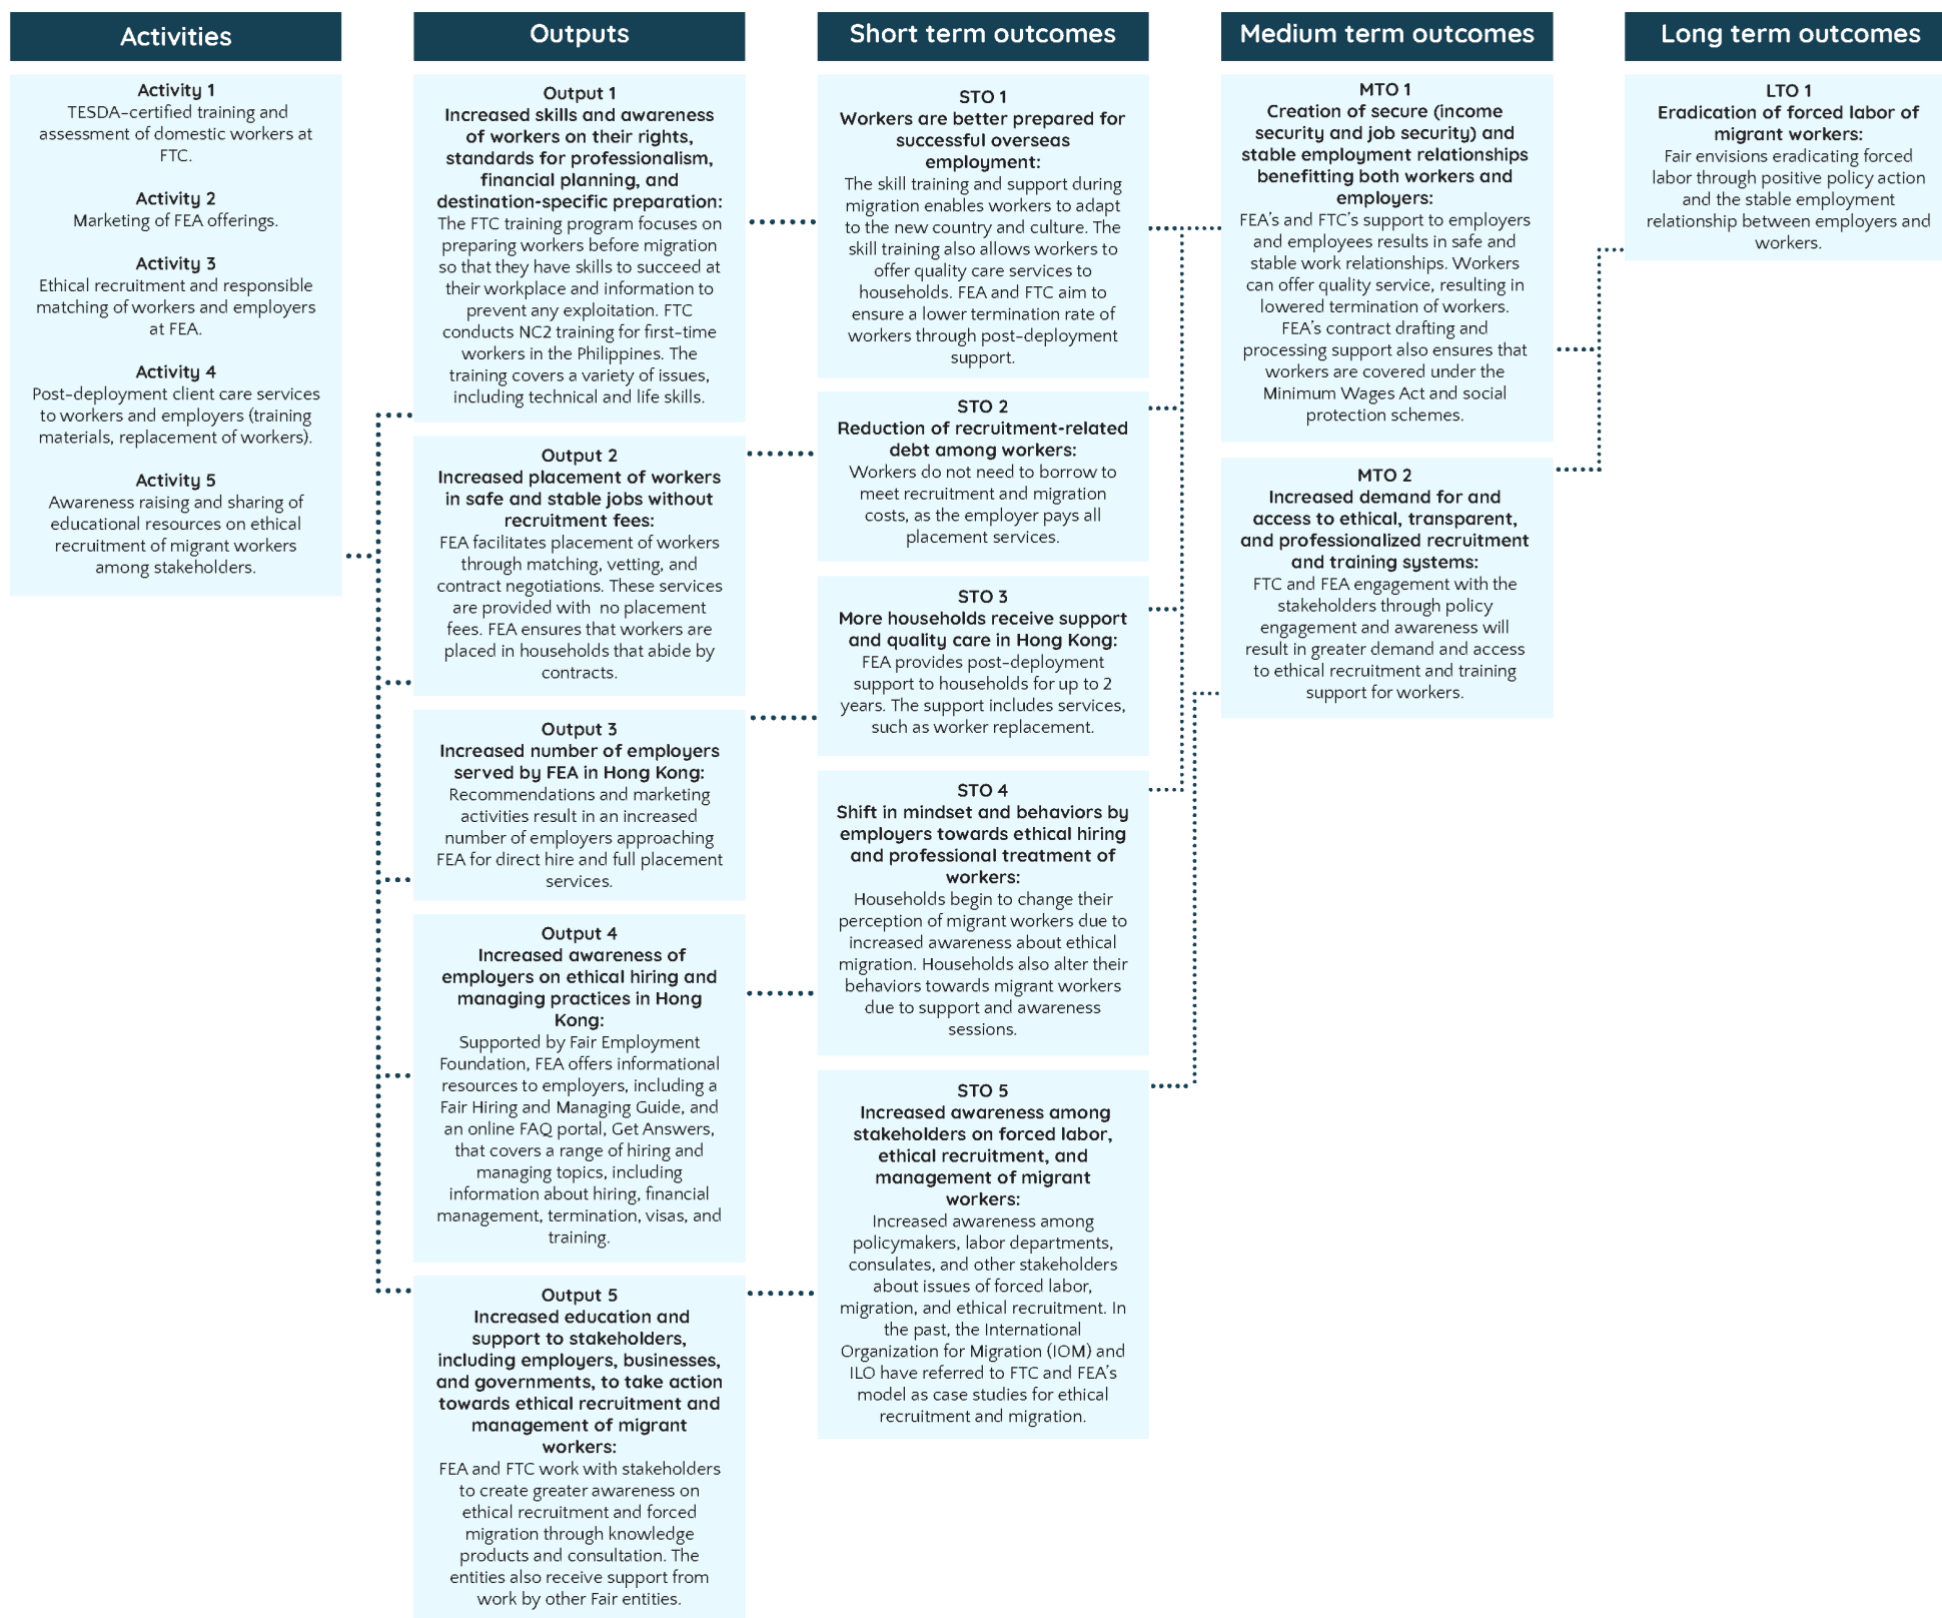 Activities
Activity 1
TESDA-certified training and
assessment of domestic workers at
FTC.
Activity 2
Marketing of FEA offerings.
Activity 3
Ethical recruitment and responsible
matching of workers and employers
at FEA.
Activity 4
Post-deployment client care services
to workers and employers (training
materials, replacement of workers).
Activity 5
Awareness raising and sharing of
educational resources on ethical
recruitment of migrant workers
among stakeholders.
Outputs
Output 1
Increased skills and awareness
of workers on their rights,
standards for professionalism,
financial planning, and
destination-specific preparation:
The FTC training program focuses on
preparing workers before migration
so that they have skills to succeed at
their workplace and information to
prevent any exploitation. FTC
conducts NC2 training for first-time
workers in the Philippines. The
training covers a variety of issues,
including technical and life skills.
Output 2
Increased placement of workers
in safe and stable jobs without
recruitment fees:
FEA facilitates placement of workers
through matching, vetting, and
contract negotiations. These services
are provided with no placement
fees. FEA ensures that workers are
placed in households that abide by
contracts.
Output 3
Increased number of employers
served by FEA in Hong Kong:
Recommendations and marketing
activities result in an increased
number of employers approaching
FEA for direct hire and full placement
services.
Output 4
Increased awareness of
employers on ethical hiring and
managing practices in Hong
Kong:
Supported by Fair Employment
Foundation, FEA offers informational
resources to employers, including a
Fair Hiring and Managing Guide, and
an online FAQ portal, Get Answers,
that covers a range of hiring and
managing topics, including
information about hiring, financial
management, termination, visas, and
training.
Output 5
Increased education and
support to stakeholders,
including employers, businesses,
and governments, to take action
towards ethical recruitment and
management of migrant
workers:
FEA and FTC work with stakeholders
to create greater awareness on
ethical recruitment and forced
migration through knowledge
products and consultation. The
entities also receive support from
work by other Fair entities.
Short term outcomes
STO 1
Workers are better prepared for
successful overseas
employment:
The skill training and support during
migration enables workers to adapt
to the new country and culture. The
skill training also allows workers to
offer quality care services to
households. FEA and FTC aim to
ensure a lower termination rate of
workers through post-deployment
support.
STO 2
Reduction of recruitment-related
debt among workers:
Workers do not need to borrow to
meet recruitment and migration
costs, as the employer pays all
placement services.
STO 3
More households receive support
and quality care in Hong Kong:
FEA provides post-deployment
support to households for up to 2
years. The support includes services,
such as worker replacement.
STO 4
Shift in mindset and behaviors by
employers towards ethical hiring
and professional treatment of
workers:
Households begin to change their
perception of migrant workers due to
increased awareness about ethical
migration. Households also alter their
behaviors towards migrant workers
due to support and awareness
sessions.
STO 5
Increased awareness among
stakeholders on forced labor,
ethical recruitment, and
management of migrant
workers:
Increased awareness among
policymakers, labor departments,
consulates, and other stakeholders
about issues of forced labor,
migration, and ethical recruitment. In
the past, the International
Organization for Migration (IOM) and
ILO have referred to FTC and FEA's
model as case studies for ethical
recruitment and migration.
Medium term outcomes
MTO 1
Creation of secure (income
security and job security) and
stable employment relationships
benefitting both workers and
employers:
FEA's and FTC's support to employers
and employees results in safe and
stable work relationships. Workers
can offer quality service, resulting in
lowered termination of workers.
FEA's contract drafting and
processing support also ensures that
workers are covered under the
Minimum Wages Act and social
protection schemes.
MTO 2
Increased demand for and
access to ethical, transparent,
and professionalized recruitment
and training systems:
FTC and FEA engagement with the
stakeholders through policy
engagement and awareness will
result in greater demand and access
to ethical recruitment and training
support for workers.
Long term outcomes
LTO 1
Eradication of forced labor of
migrant workers:
Fair envisions eradicating forced
labor through positive policy action
and the stable employment
relationship between employers and
workers.